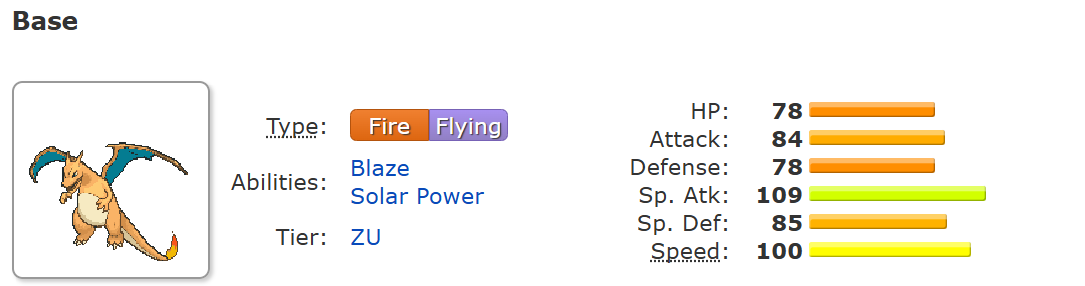 Base
Type: Fire Flying
Abilities: Blaze
Solar Power
Tier: ZU
HP: 78
Attack: 84
Defense: 78
Sp. Atk: 109
Sp. Def: 85
Speed: 100